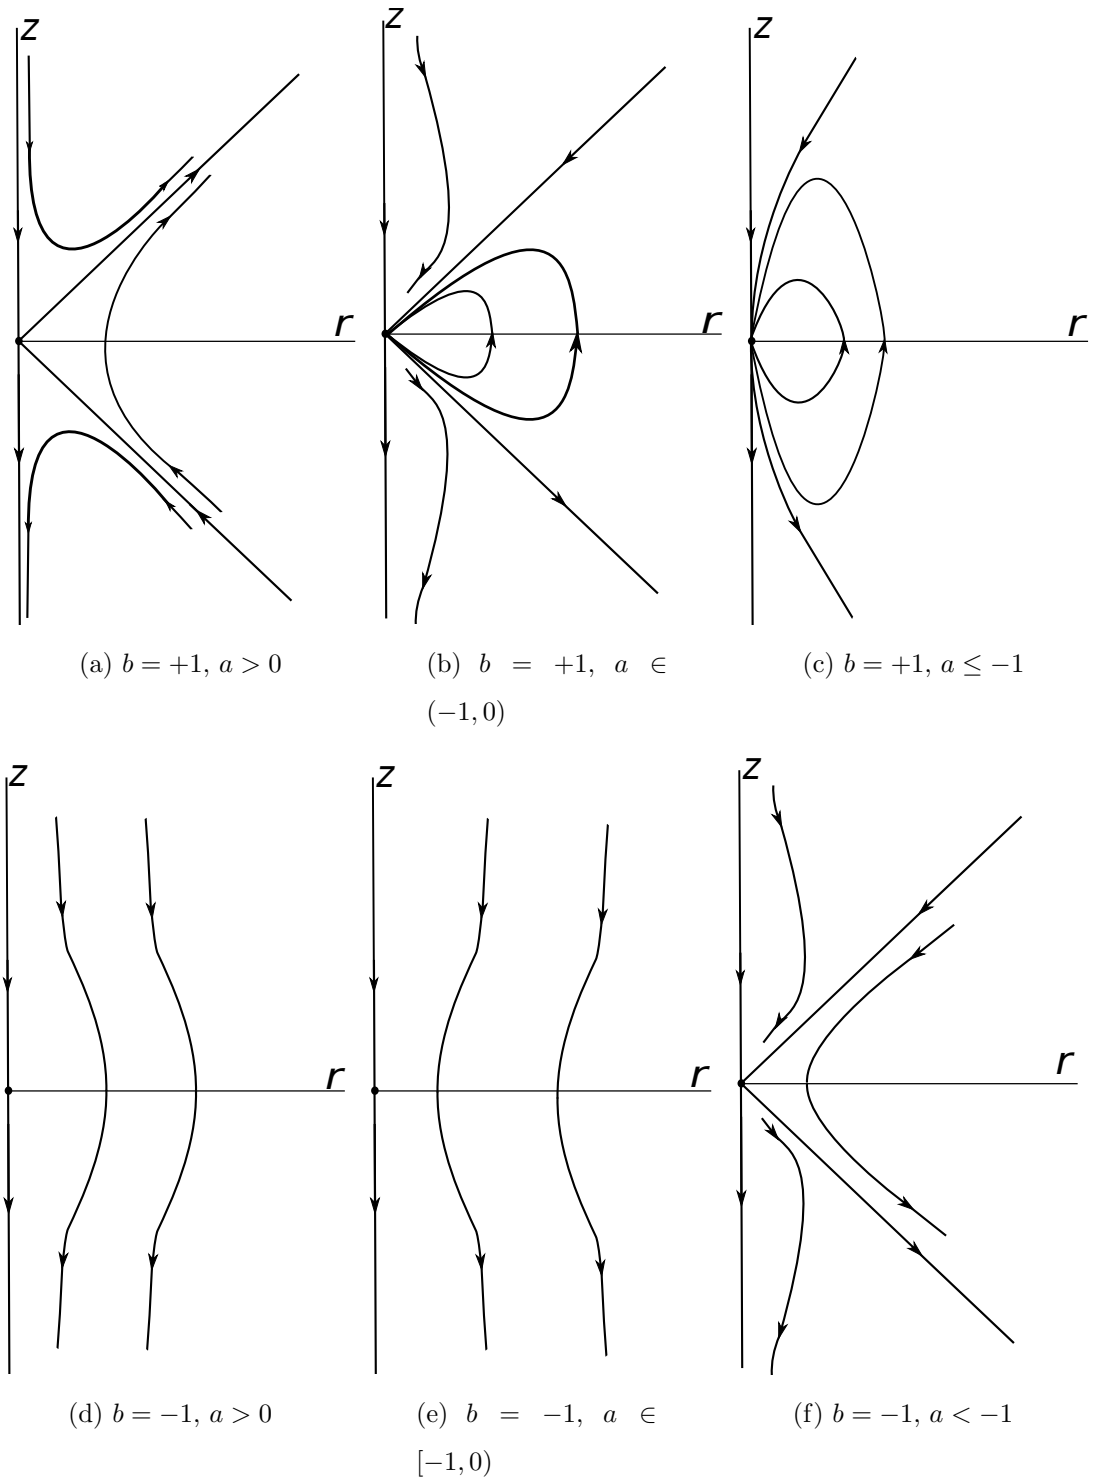 z
z
z
r
r
r
(a) b = +1, a > 0
(b) b = +1, a ∈
(−1, 0)
(c) b = +1, a ≤ −1
z
z
z
r
r
r
(d) b = −1, a > 0
(e) b = −1, a ∈
[−1, 0)
(f) b = −1, a < −1